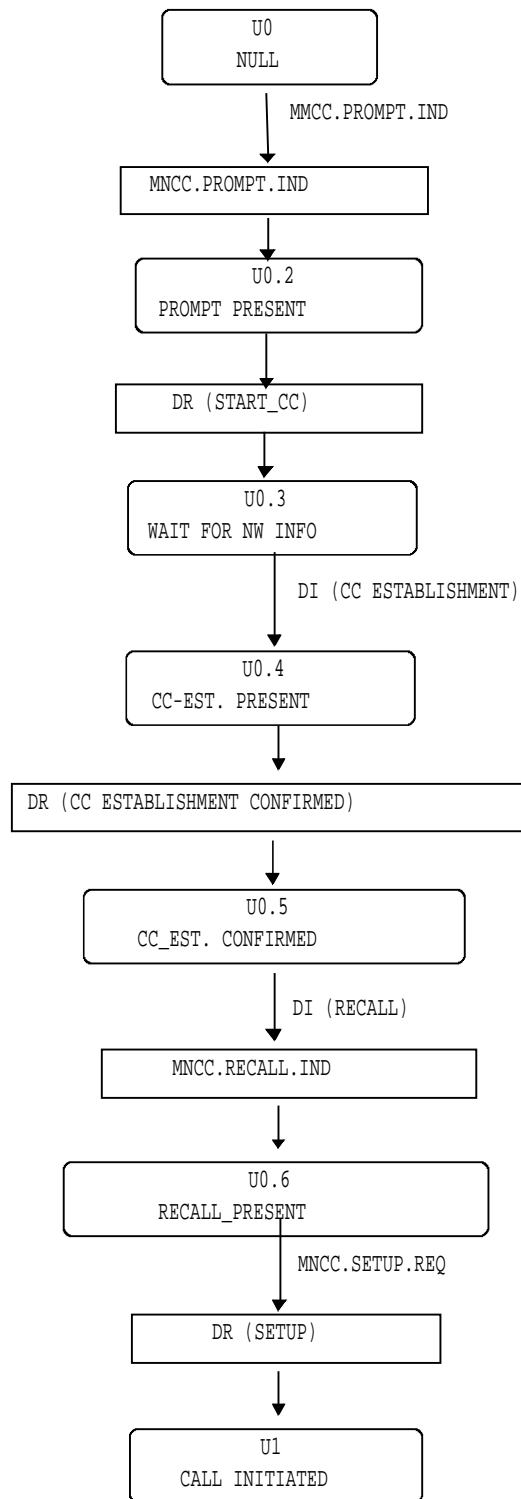 U0
NULL
MMCC.PROMPT.IND
MNCC.PROMPT.IND
U0.2
PROMPT PRESENT
DR (START_CC)
U0.3
WAIT FOR NW INFO
DI (CC ESTABLISHMENT)
U0.4
CC-EST. PRESENT
DR (CC ESTABLISHMENT CONFIRMED)
U0.5
CC_EST. CONFIRMED
DI (RECALL)
MNCC.RECALL.IND
U0.6
RECALL_PRESENT
MNCC.SETUP.REQ
DR (SETUP)
U1
CALL INITIATED